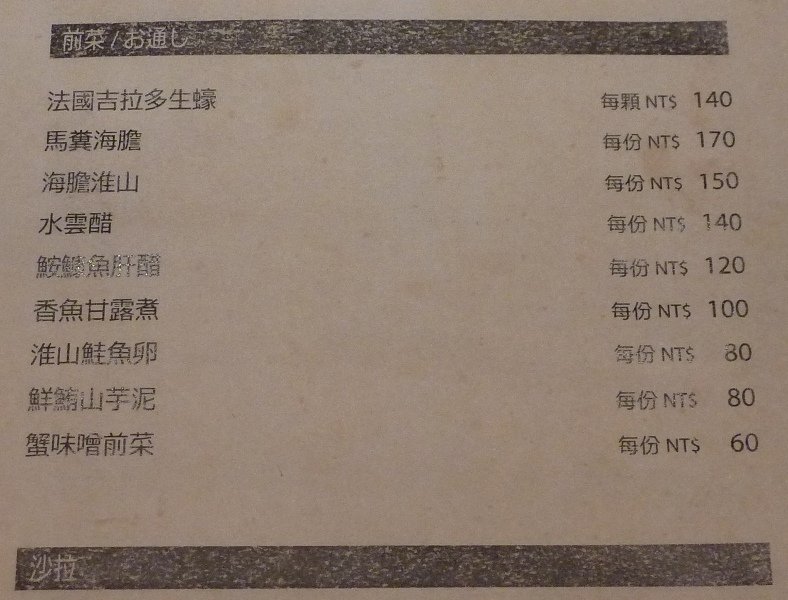 前菜 / お通し
法國吉拉多生蠔 每顆 NT$ 140
馬糞海膽 每份 NT$ 170
海膽淮山 每份 NT$ 150
水雲醋 每份 NT$ 140
鮟鱇魚肝醋 每份 NT$ 120
香魚甘露煮 每份 NT$ 100
淮山鮭魚卵 每份 NT$ 80
鮮鮪山芋泥 每份 NT$ 80
蟹味噌前菜 每份 NT$ 60
沙拉